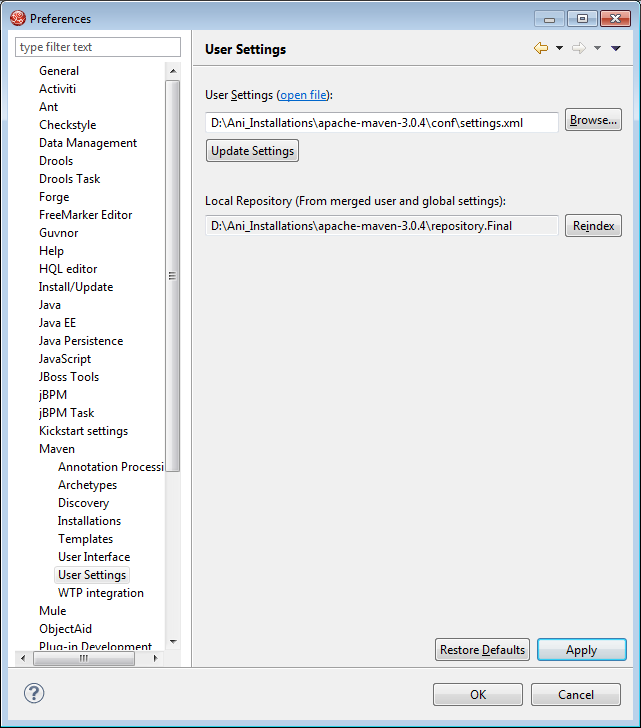 Preferences
type filter text
General
Activiti
Ant
Checkstyle
Data Management
Drools
Drools Task
Forge
FreeMarker Editor
Guvnor
Help
HQL editor
Install/Update
Java
Java EE
Java Persistence
JavaScript
JBoss Tools
jBPM
jBPM Task
Kickstart settings
Maven
Annotation Processi
Archetypes
Discovery
Installations
Templates
User Interface
User Settings
WTP integration
Mule
ObjectAid
Plug-in Development
User Settings
User Settings (open file):
D:\Ani_Installations\apache-maven-3.0.4\conf\settings.xml
Browse...
Update Settings
Local Repository (From merged user and global settings):
D:\Ani_Installations\apache-maven-3.0.4\repository.Final
Reindex
Restore Defaults
Apply
?
OK
Cancel